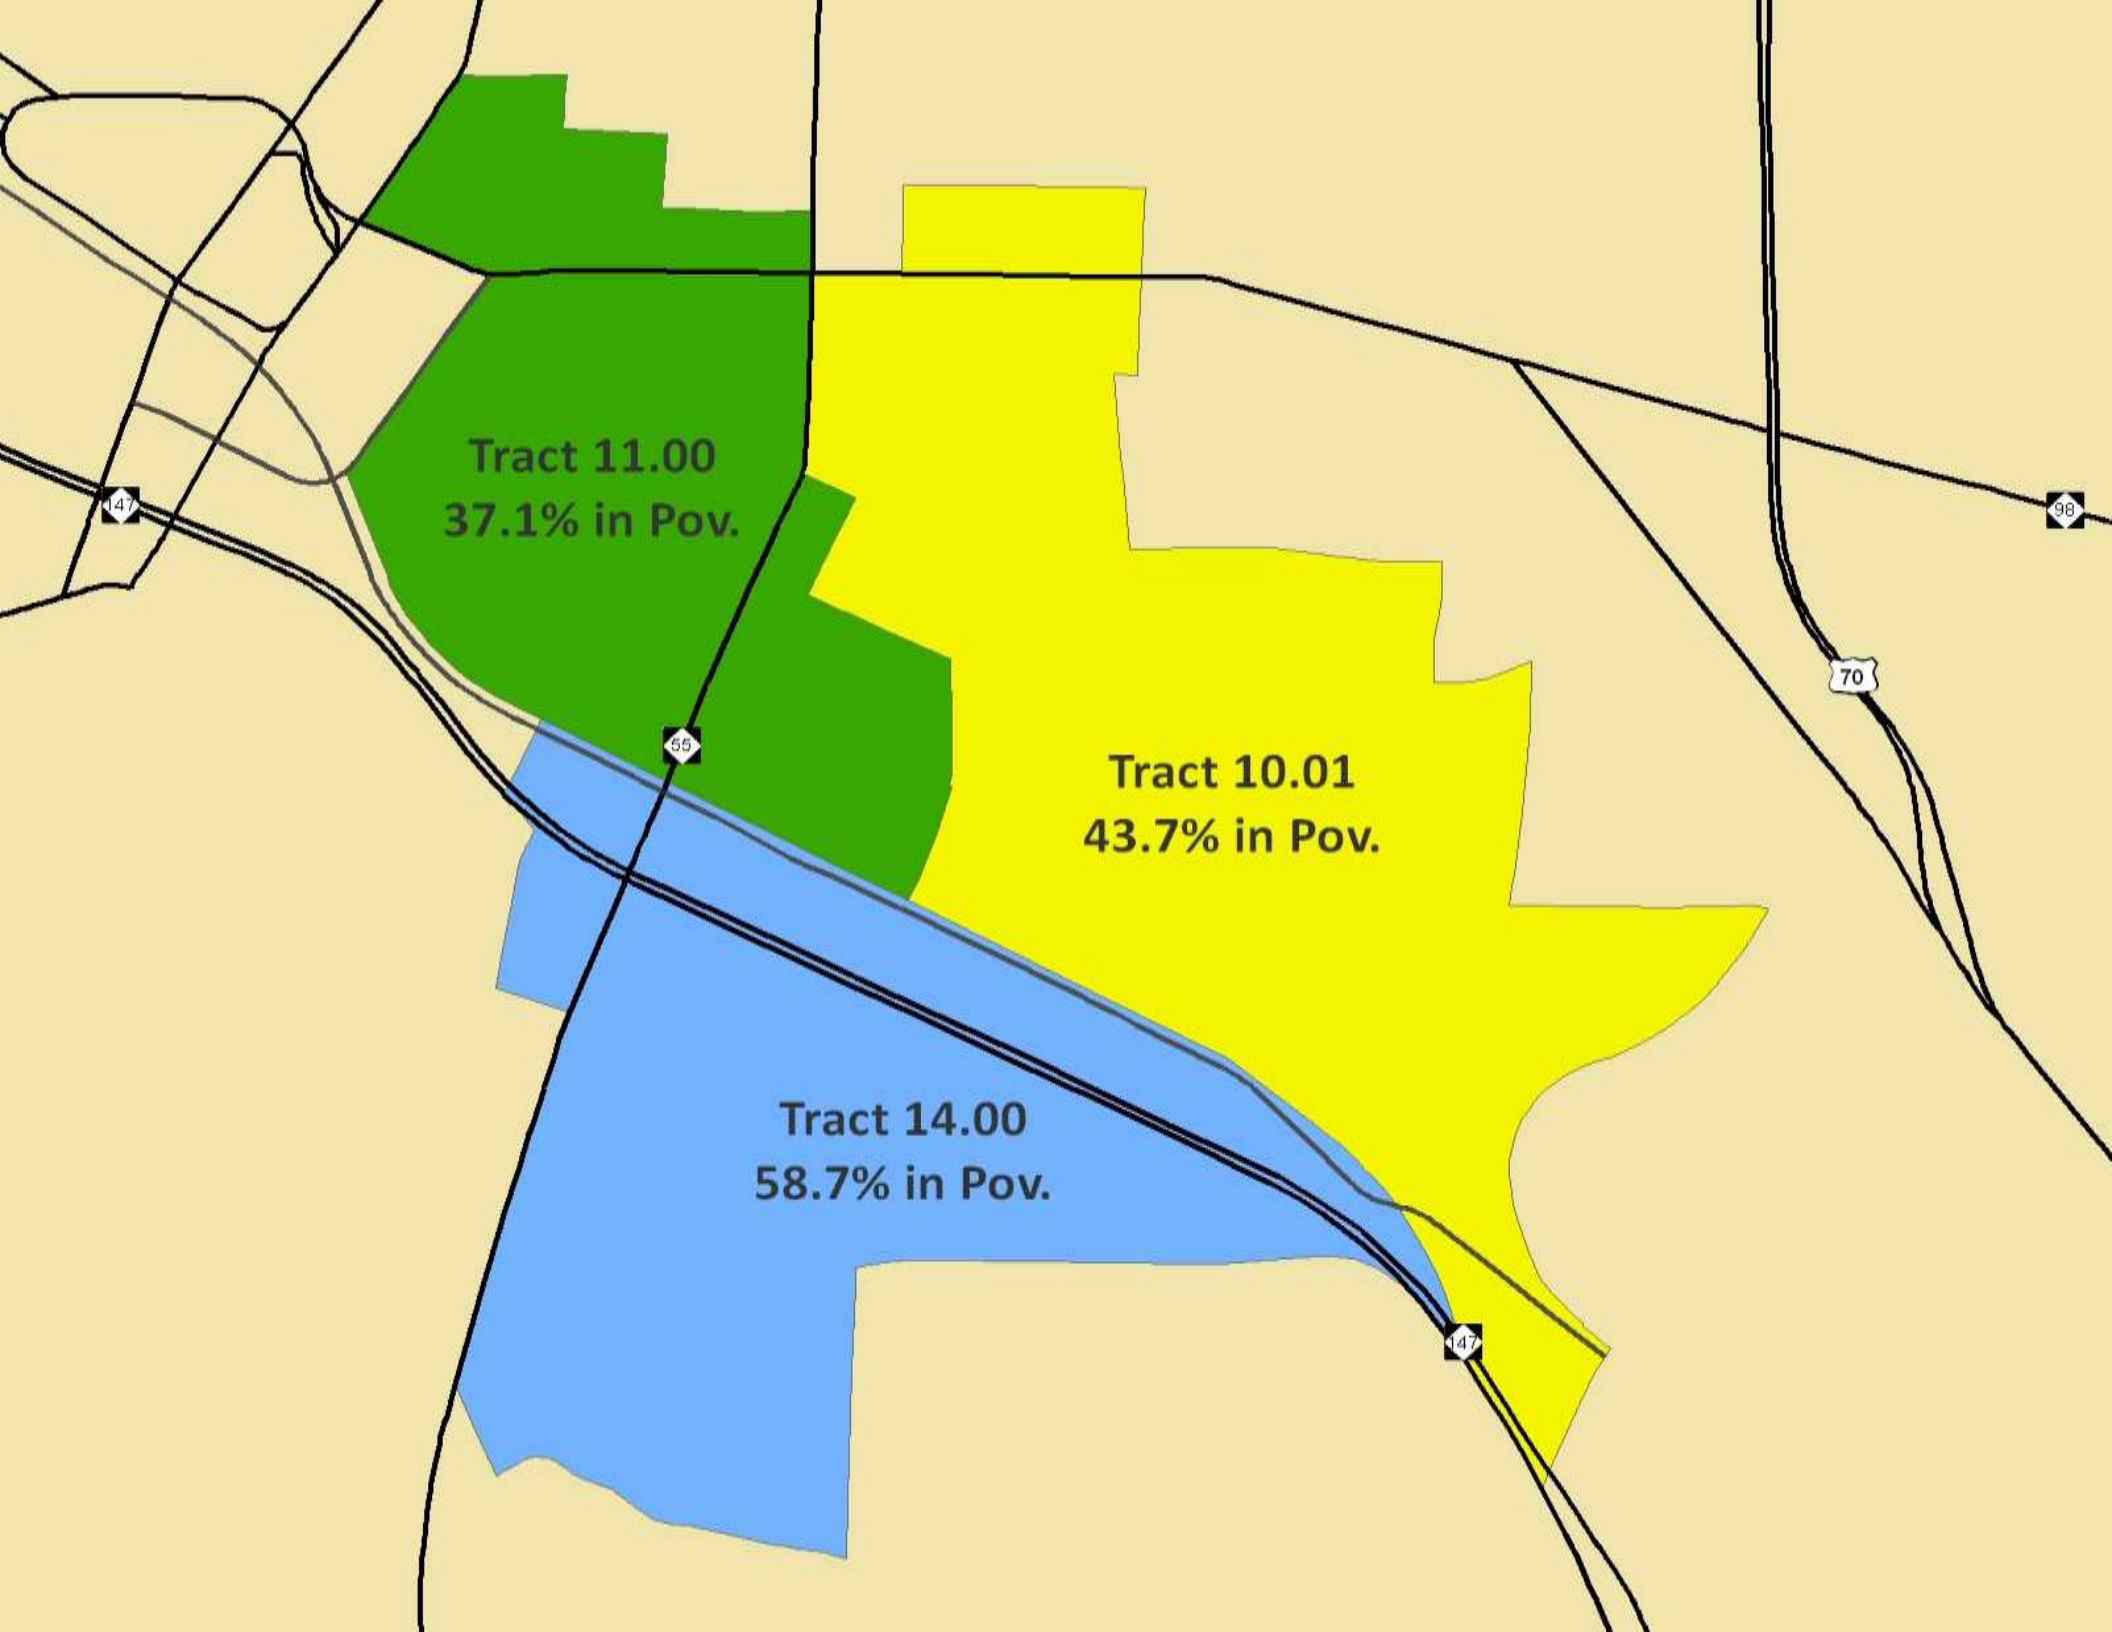 Tract 11.00
37.1% in Pov.
147
98
70
55
Tract 10.01
43.7% in Pov.
Tract 14.00
58.7% in Pov.
147